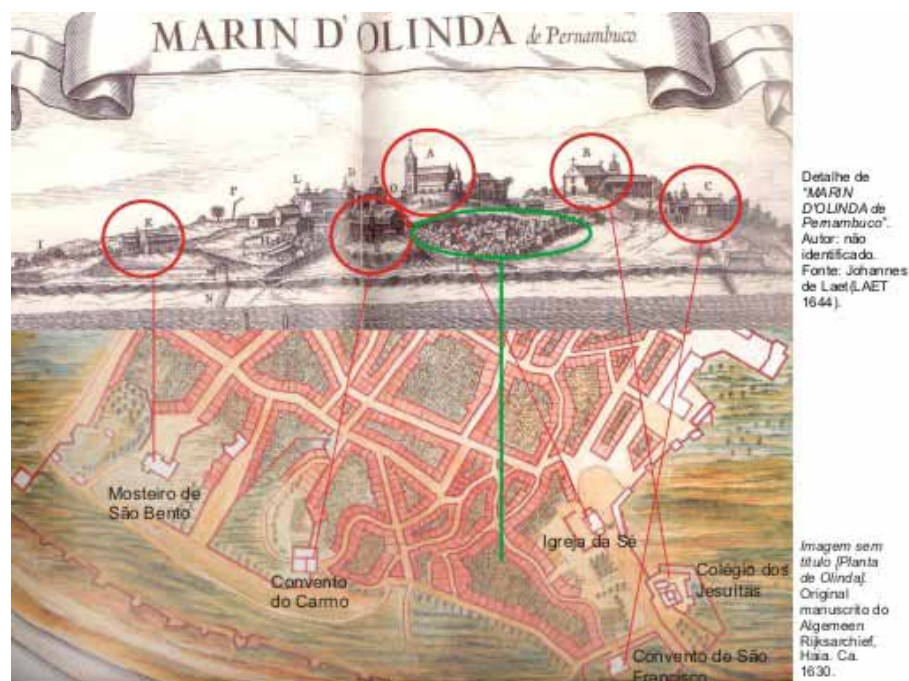 MARIN D'OLINDA de Pernambuco
A
B
C
E
P
L
D
I
O
I
N
Detalhe de
"MARIN
D'OLINDA de
Pernambuco".
Autor: não
identificado.
Fonte: Johannes
de Laet(LAET
1644).
Mosteiro de
São Bento
Convento
do Carmo
Igreja da Sé
Colégio dos
Jesuítas
Convento de São
Francisco
Imagem sem
título [Planta
de Olinda].
Original
manuscrito do
Algemeen
Rijksarchief,
Haia. Ca.
1630.